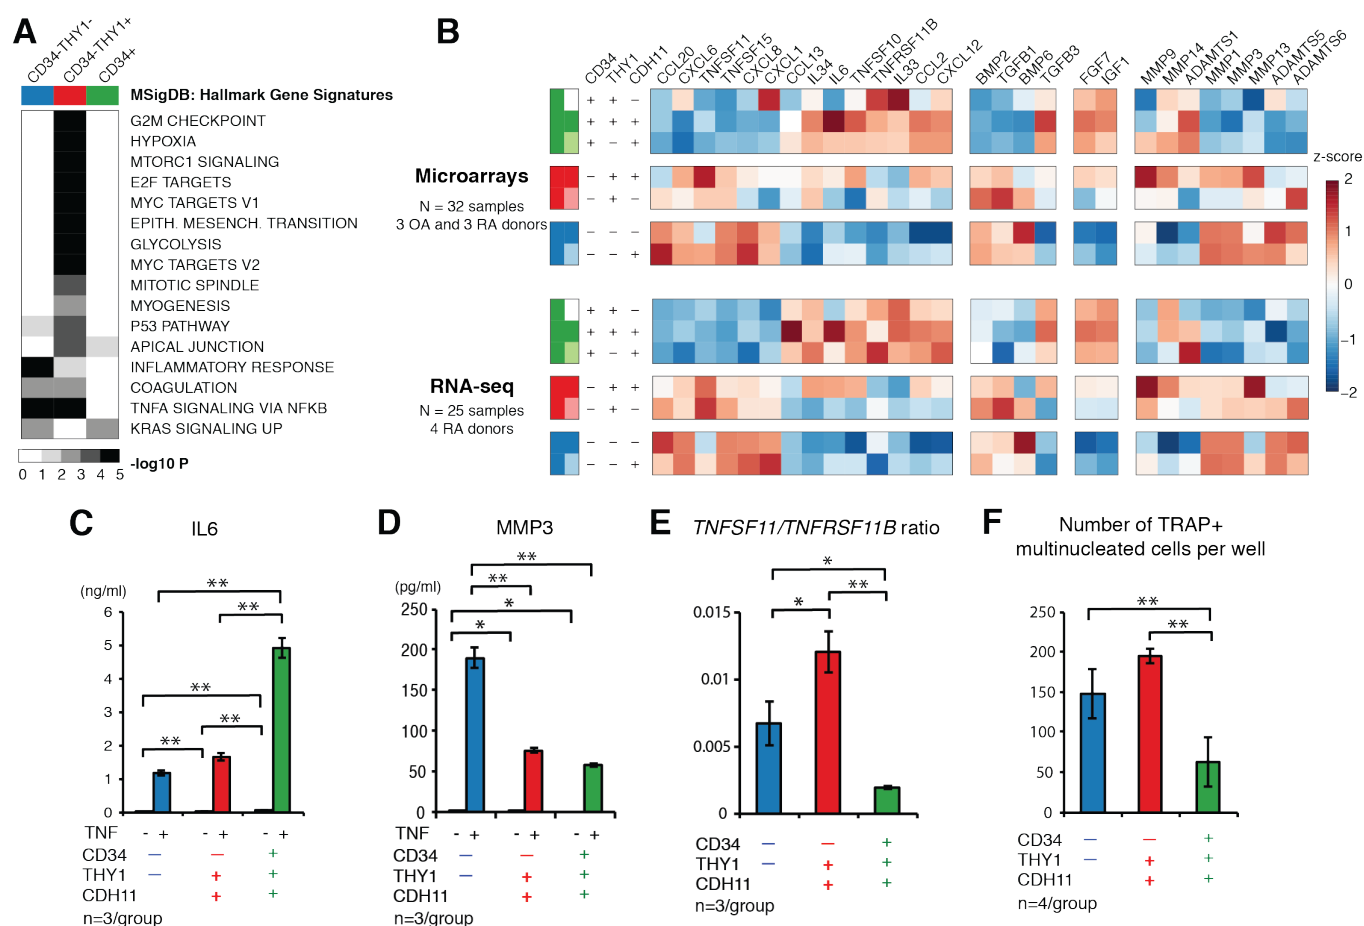 A
CD34-THY1-
CD34-THY1+
CD34+
MSigDB: Hallmark Gene Signatures
G2M CHECKPOINT
HYPOXIA
MTORC1 SIGNALING
E2F TARGETS
MYC TARGETS V1
EPITH. MESENCH. TRANSITION
GLYCOLYSIS
MYC TARGETS V2
MITOTIC SPINDLE
MYOGENESIS
P53 PATHWAY
APICAL JUNCTION
INFLAMMATORY RESPONSE
COAGULATION
TNFA SIGNALING VIA NFKB
KRAS SIGNALING UP
0 1 2 3 4 5
-log10 P
B
CD34
THY1
CDH11
CCL20
CXCL6
TNFSF11
TNFSF15
CXCL8
CXCL1
CCL13
IL34
IL6
TNFSF10
TNFRSF11B
IL33
CCL2
CXCL12
BMP2
TGFB1
BMP6
TGFB3
FGF7
IGF1
MMP9
MMP14
ADAMTS1
MMP1
MMP3
MMP13
ADAMTS5
ADAMTS6
+ + −
+ + +
+ − +
Microarrays
N = 32 samples
3 OA and 3 RA donors
− + +
− + −
− − −
− − +
+ + −
+ + +
+ − +
RNA-seq
N = 25 samples
4 RA donors
− + +
− + −
− − −
− − +
z-score
2
1
0
−1
−2
C
IL6
(ng/ml)
6
5
4
3
2
1
0
**
**
**
**
**
TNF - + - + - +
CD34 − − +
THY1 − + +
CDH11 + +
n=3/group
D
MMP3
(pg/ml)
250
200
150
100
50
0
**
**
*
*
TNF - + - + - +
CD34 − − +
THY1 − + +
CDH11 + +
n=3/group
E
TNFSF11/TNFRSF11B ratio
0.015
0.01
0.005
0
*
**
*
CD34 − − +
THY1 − + +
CDH11 + +
n=3/group
F
Number of TRAP+
multinucleated cells per well
250
200
150
100
50
0
**
**
CD34 − − +
THY1 − + +
CDH11 + +
n=4/group